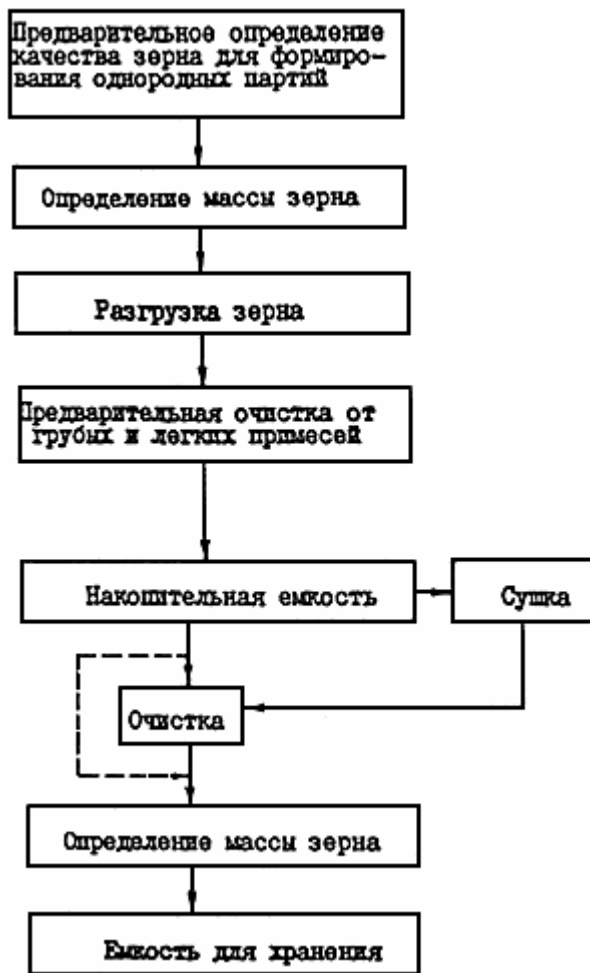 Предварительное определение
качества зерна для формиро-
вания однородных партий
Определение массы зерна
Разгрузка зерна
Предварительная очистка от
грубых и легких примесей
Накопительная емкость
Сушка
Очистка
Определение массы зерна
Емкость для хранения